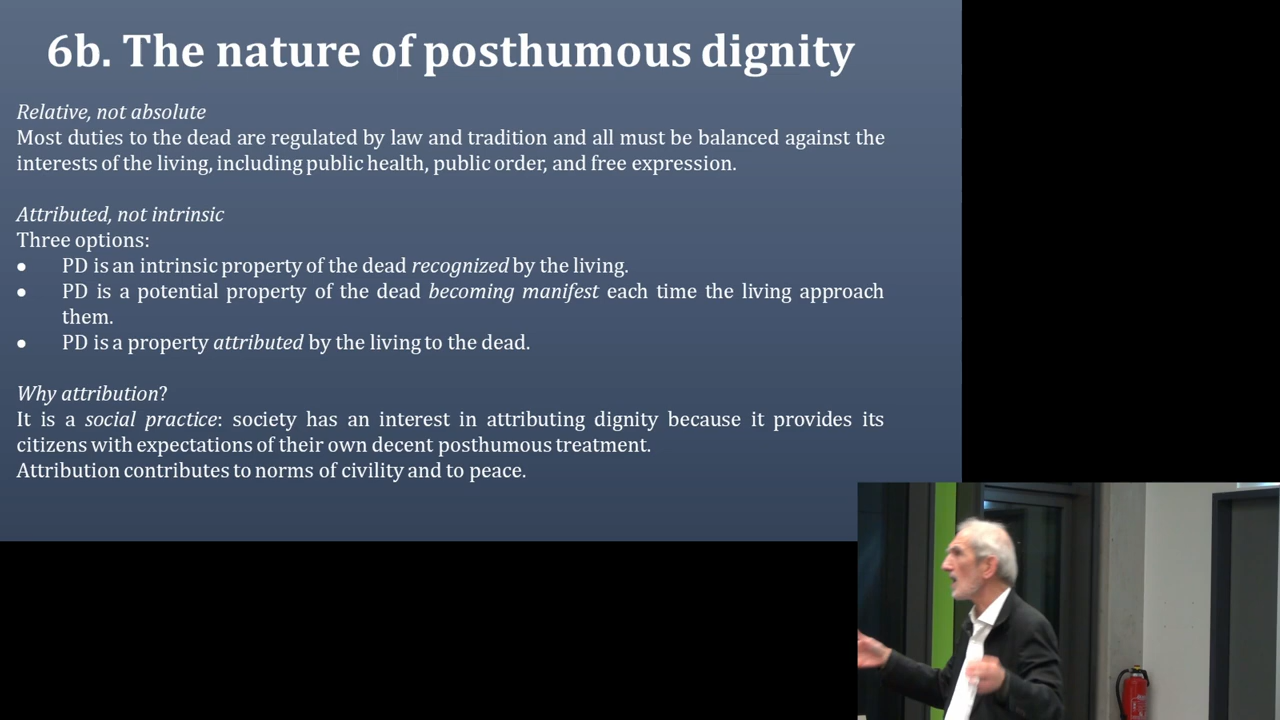 6b. The nature of posthumous dignity
Relative, not absolute
Most duties to the dead are regulated by law and tradition and all must be balanced against the
interests of the living, including public health, public order, and free expression.
Attributed, not intrinsic
Three options:
• PD is an intrinsic property of the dead recognized by the living.
• PD is a potential property of the dead becoming manifest each time the living approach
them.
• PD is a property attributed by the living to the dead.
Why attribution?
It is a social practice: society has an interest in attributing dignity because it provides its
citizens with expectations of their own decent posthumous treatment.
Attribution contributes to norms of civility and to peace.